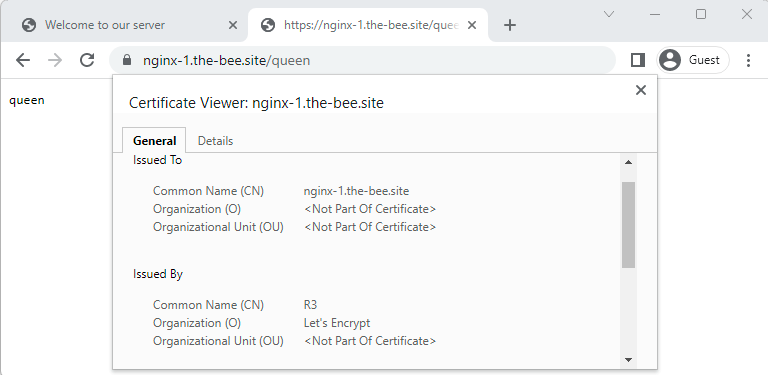 Welcome to our server
https://nginx-1.the-bee.site/quee
nginx-1.the-bee.site/queen
Guest
queen
Certificate Viewer: nginx-1.the-bee.site
General
Details
Issued To
Common Name (CN) nginx-1.the-bee.site
Organization (O) <Not Part Of Certificate>
Organizational Unit (OU) <Not Part Of Certificate>
Issued By
Common Name (CN) R3
Organization (O) Let's Encrypt
Organizational Unit (OU) <Not Part Of Certificate>